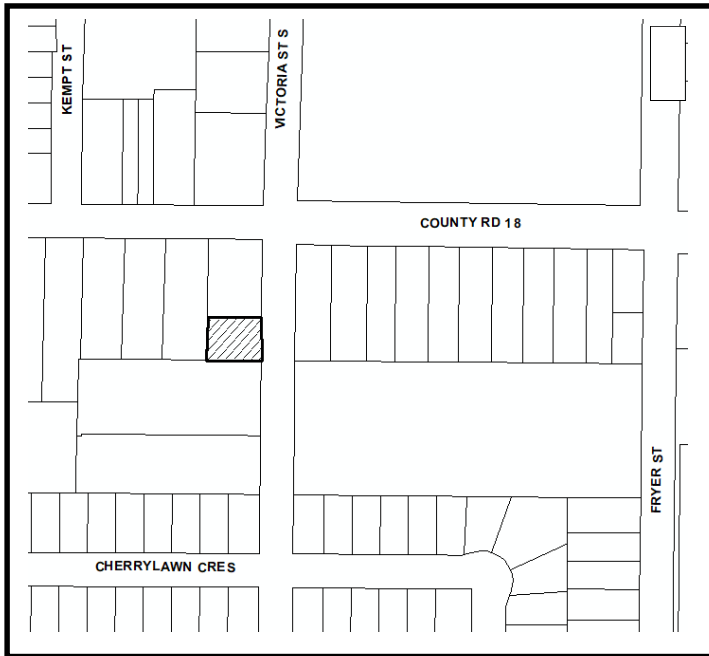 KEMPT ST
VICTORIA ST S
COUNTY RD 18
FRYER ST
CHERRYLAWN CRES